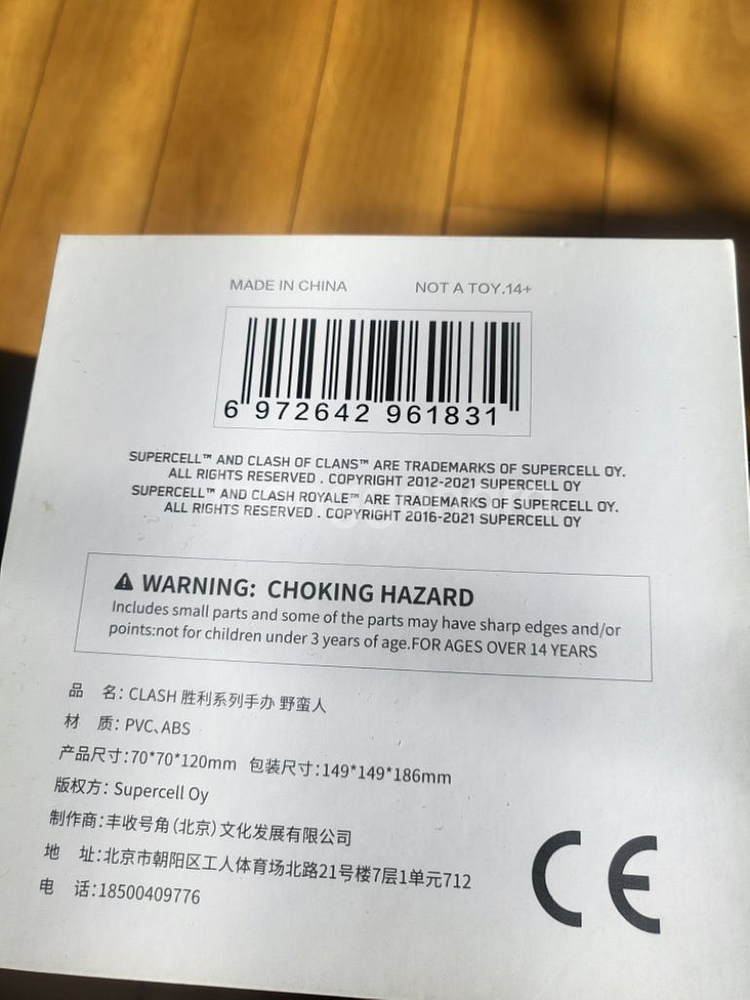 MADE IN CHINA NOT A TOY.14+
6 972642 961831
SUPERCELL™ AND CLASH OF CLANS™ ARE TRADEMARKS OF SUPERCELL OY.
ALL RIGHTS RESERVED . COPYRIGHT 2012-2021 SUPERCELL OY
SUPERCELL™ AND CLASH ROYALE™ ARE TRADEMARKS OF SUPERCELL OY.
ALL RIGHTS RESERVED . COPYRIGHT 2016-2021 SUPERCELL OY
WARNING: CHOKING HAZARD
Includes small parts and some of the parts may have sharp edges and/or
points:not for children under 3 years of age.FOR AGES OVER 14 YEARS
品 名：CLASH 胜利系列手办 野蛮人
材 质：PVC、ABS
产品尺寸：70*70*120mm 包装尺寸：149*149*186mm
版权方：Supercell Oy
制作商：丰收号角（北京）文化发展有限公司
地 址：北京市朝阳区工人体育场北路21号楼7层1单元712
电 话：18500409776
CE